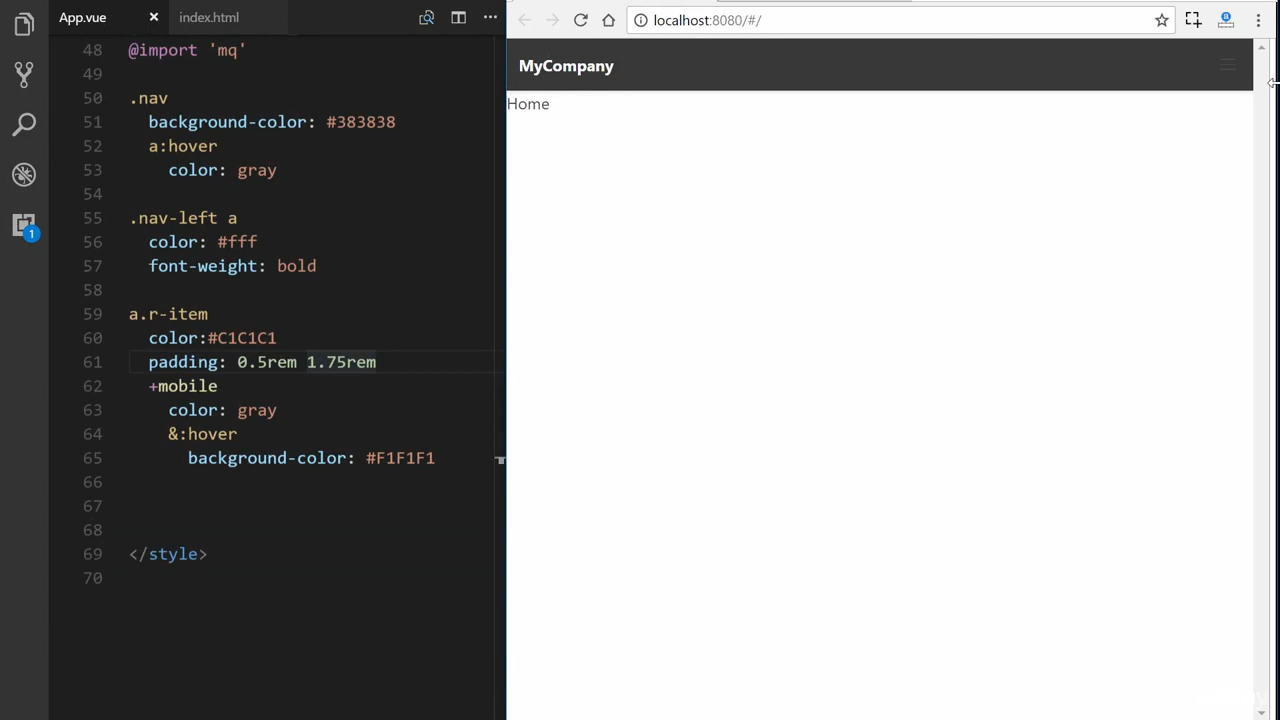 App.vue
index.html
48 @import 'mq'
49
50 .nav
51 background-color: #383838
52 a:hover
53 color: gray
54
55 .nav-left a
56 color: #fff
57 font-weight: bold
58
59 a.r-item
60 color:#C1C1C1
61 padding: 0.5rem 1.75rem
62 +mobile
63 color: gray
64 &:hover
65 background-color: #F1F1F1
66
67
68
69 </style>
70
1
localhost:8080/#/
MyCompany
Home